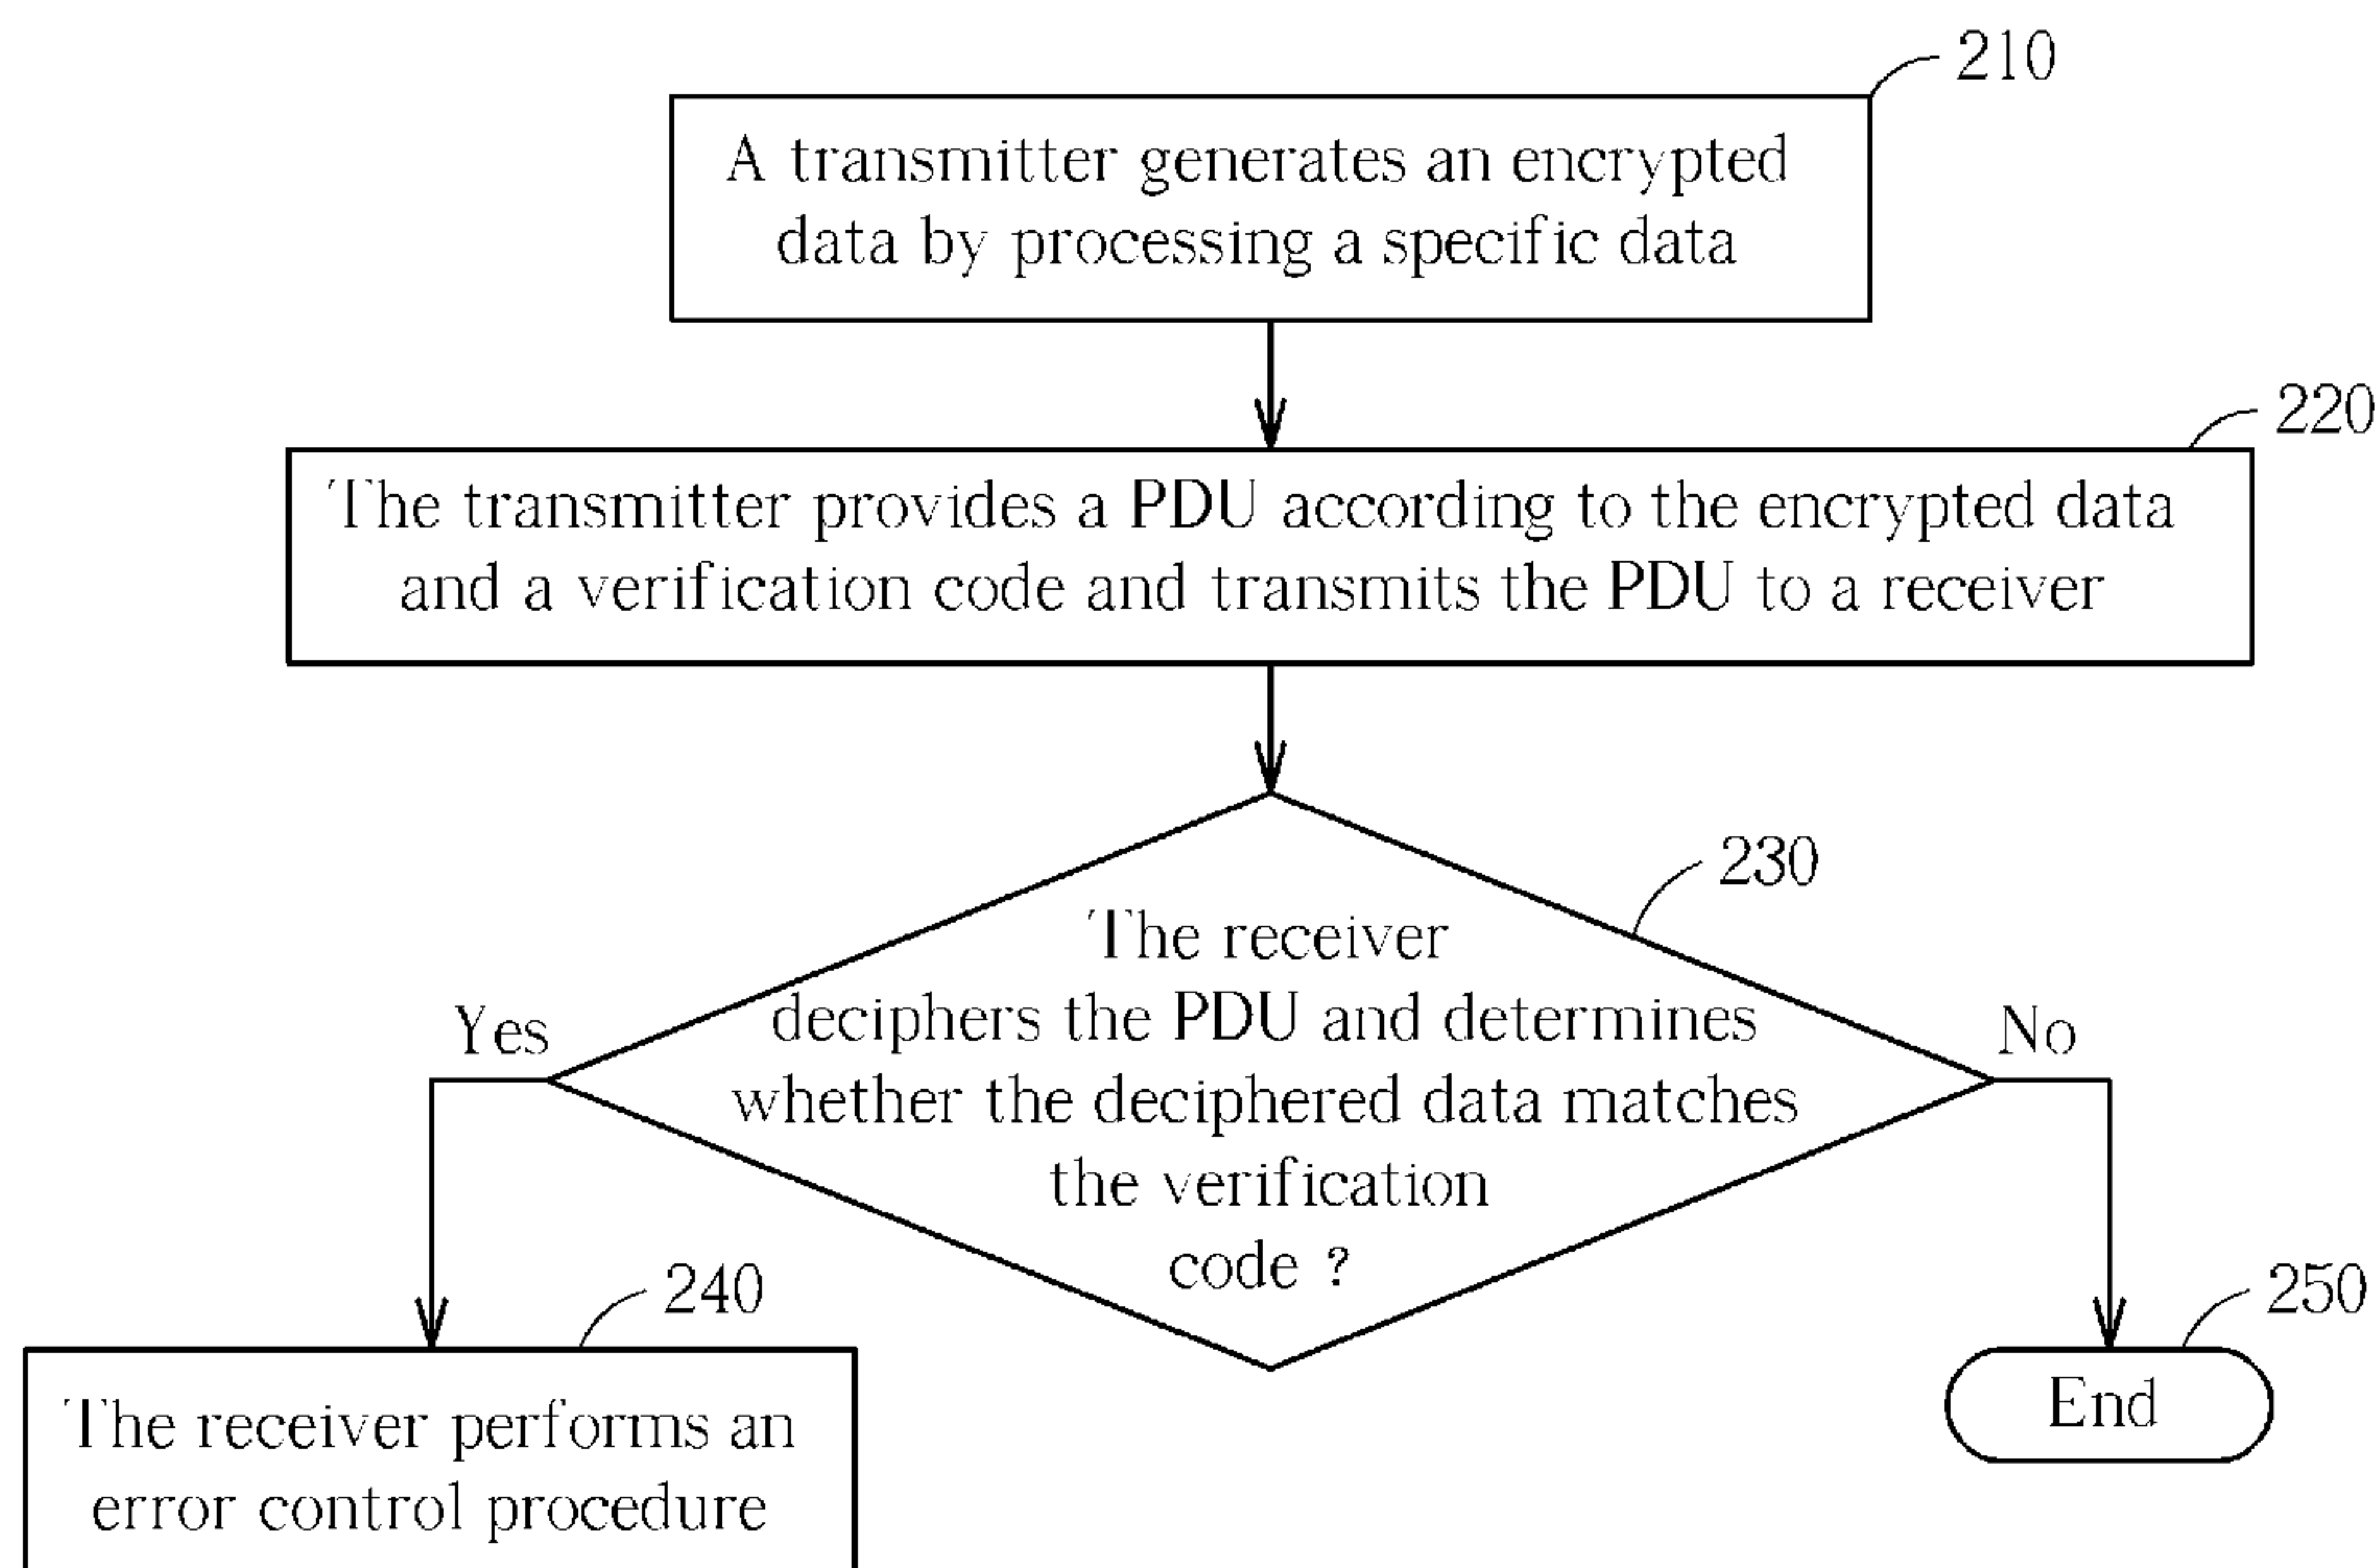 210
A transmitter generates an encrypted
data by processing a specific data
220
The transmitter provides a PDU according to the encrypted data
and a verification code and transmits the PDU to a receiver
230
The receiver
deciphers the PDU and determines
whether the deciphered data matches
the verification
code ?
Yes
No
240
The receiver performs an
error control procedure
250
End